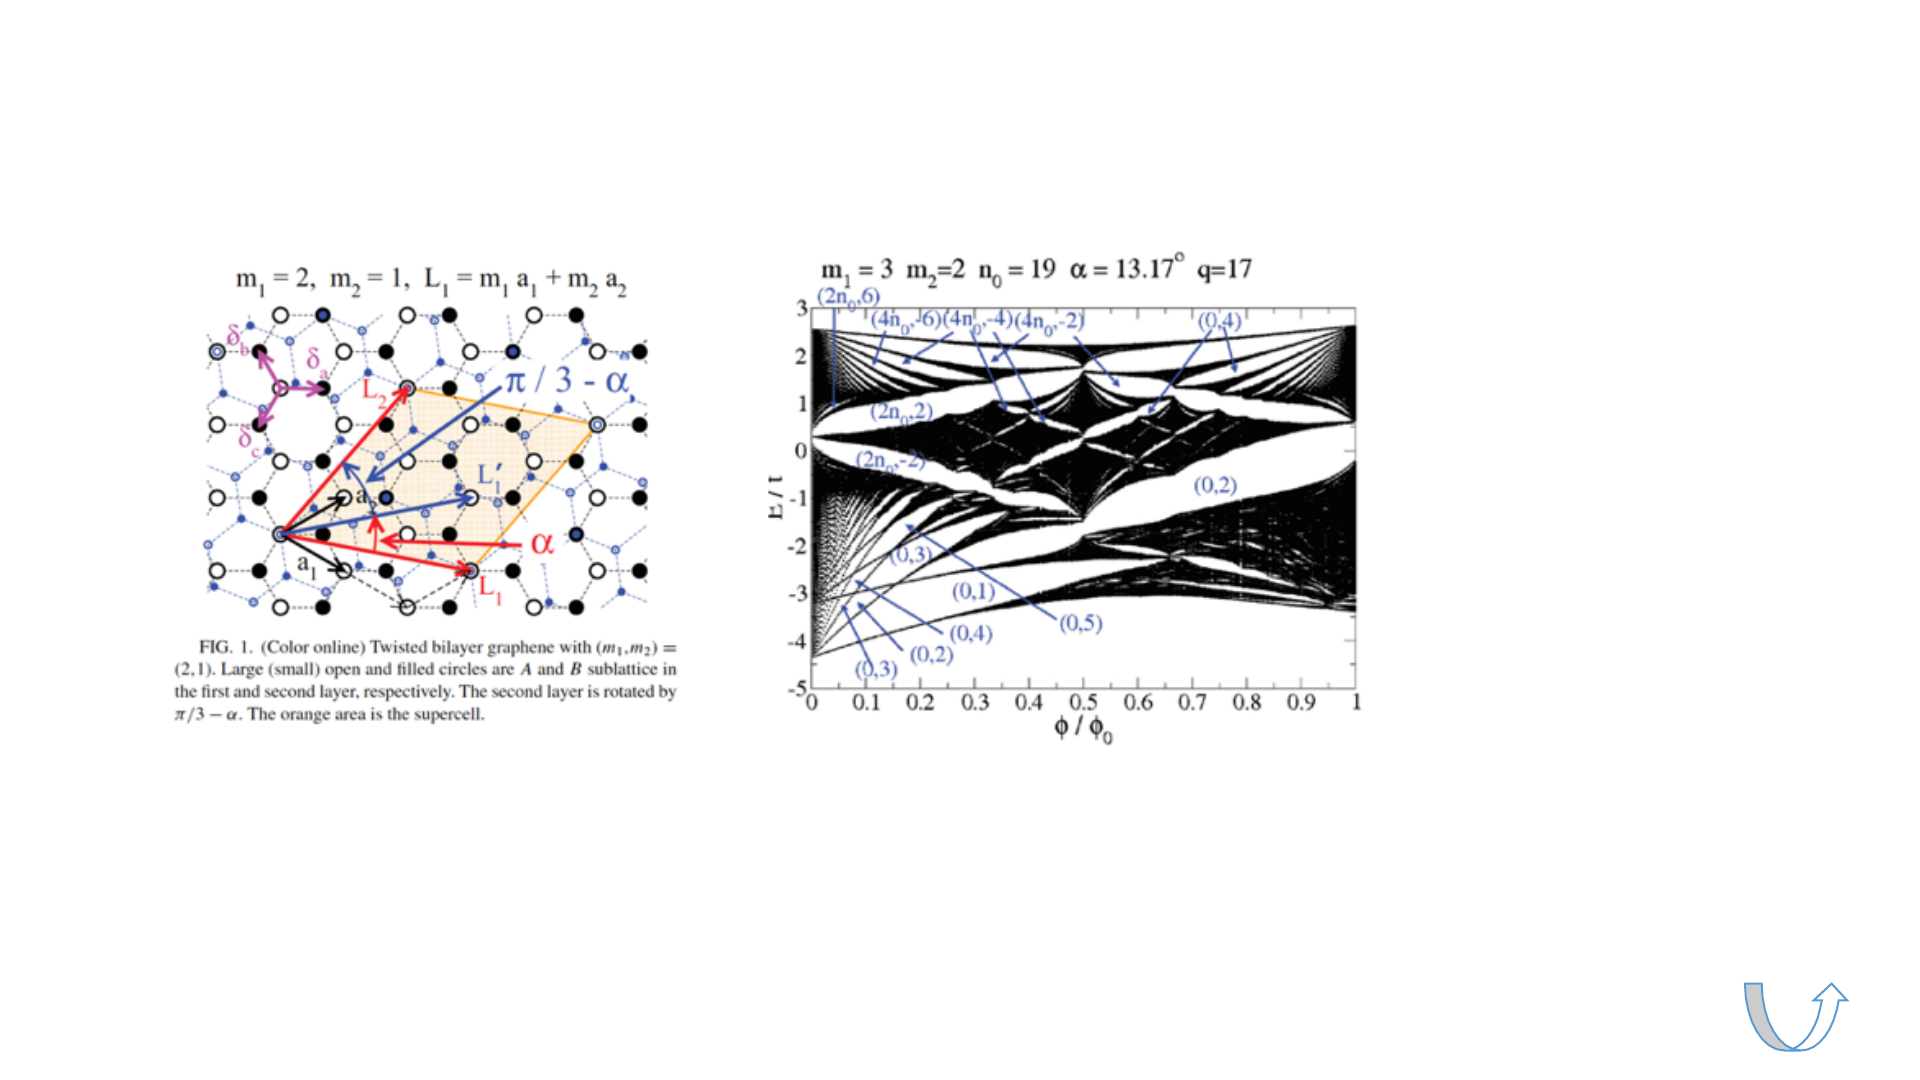 m1 = 2, m2 = 1, L1 = m1 a1 + m2 a2
δb
δa
δc
L2
π / 3 - α
L1′
a
α
a1
L1
FIG. 1. (Color online) Twisted bilayer graphene with (m1,m2) =
(2,1). Large (small) open and filled circles are A and B sublattice in
the first and second layer, respectively. The second layer is rotated by
π/3 − α. The orange area is the supercell.
m1 = 3 m2=2 n0 = 19 α = 13.17° q=17
(2n0,6)
(4n0,-6)(4n0,-4)(4n0,-2)
(0,4)
(2n0,2)
(2n0,-2)
(0,2)
(0,3)
(0,1)
(0,5)
(0,4)
(0,2)
(0,3)
3
2
1
0
-1
-2
-3
-4
-5
E / t
0 0.1 0.2 0.3 0.4 0.5 0.6 0.7 0.8 0.9 1
ϕ / ϕ0